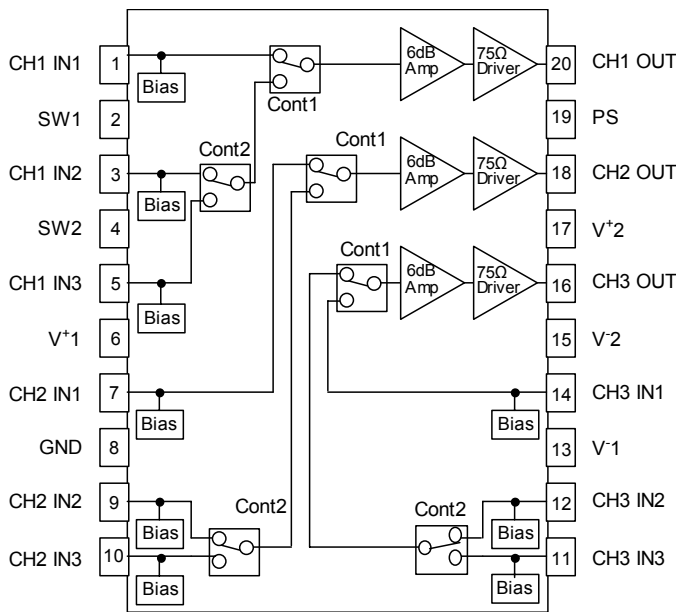 CH1 IN1 1 Bias Cont1 6dB Amp 75Ω Driver 20 CH1 OUT
SW1 2 19 PS
CH1 IN2 3 Bias Cont2 Cont1 6dB Amp 75Ω Driver 18 CH2 OUT
SW2 4 17 V+2
CH1 IN3 5 Bias Cont1 6dB Amp 75Ω Driver 16 CH3 OUT
V+1 6 15 V-2
CH2 IN1 7 Bias Bias 14 CH3 IN1
GND 8 13 V-1
CH2 IN2 9 Bias Cont2 Cont2 Bias 12 CH3 IN2
CH2 IN3 10 Bias Bias 11 CH3 IN3